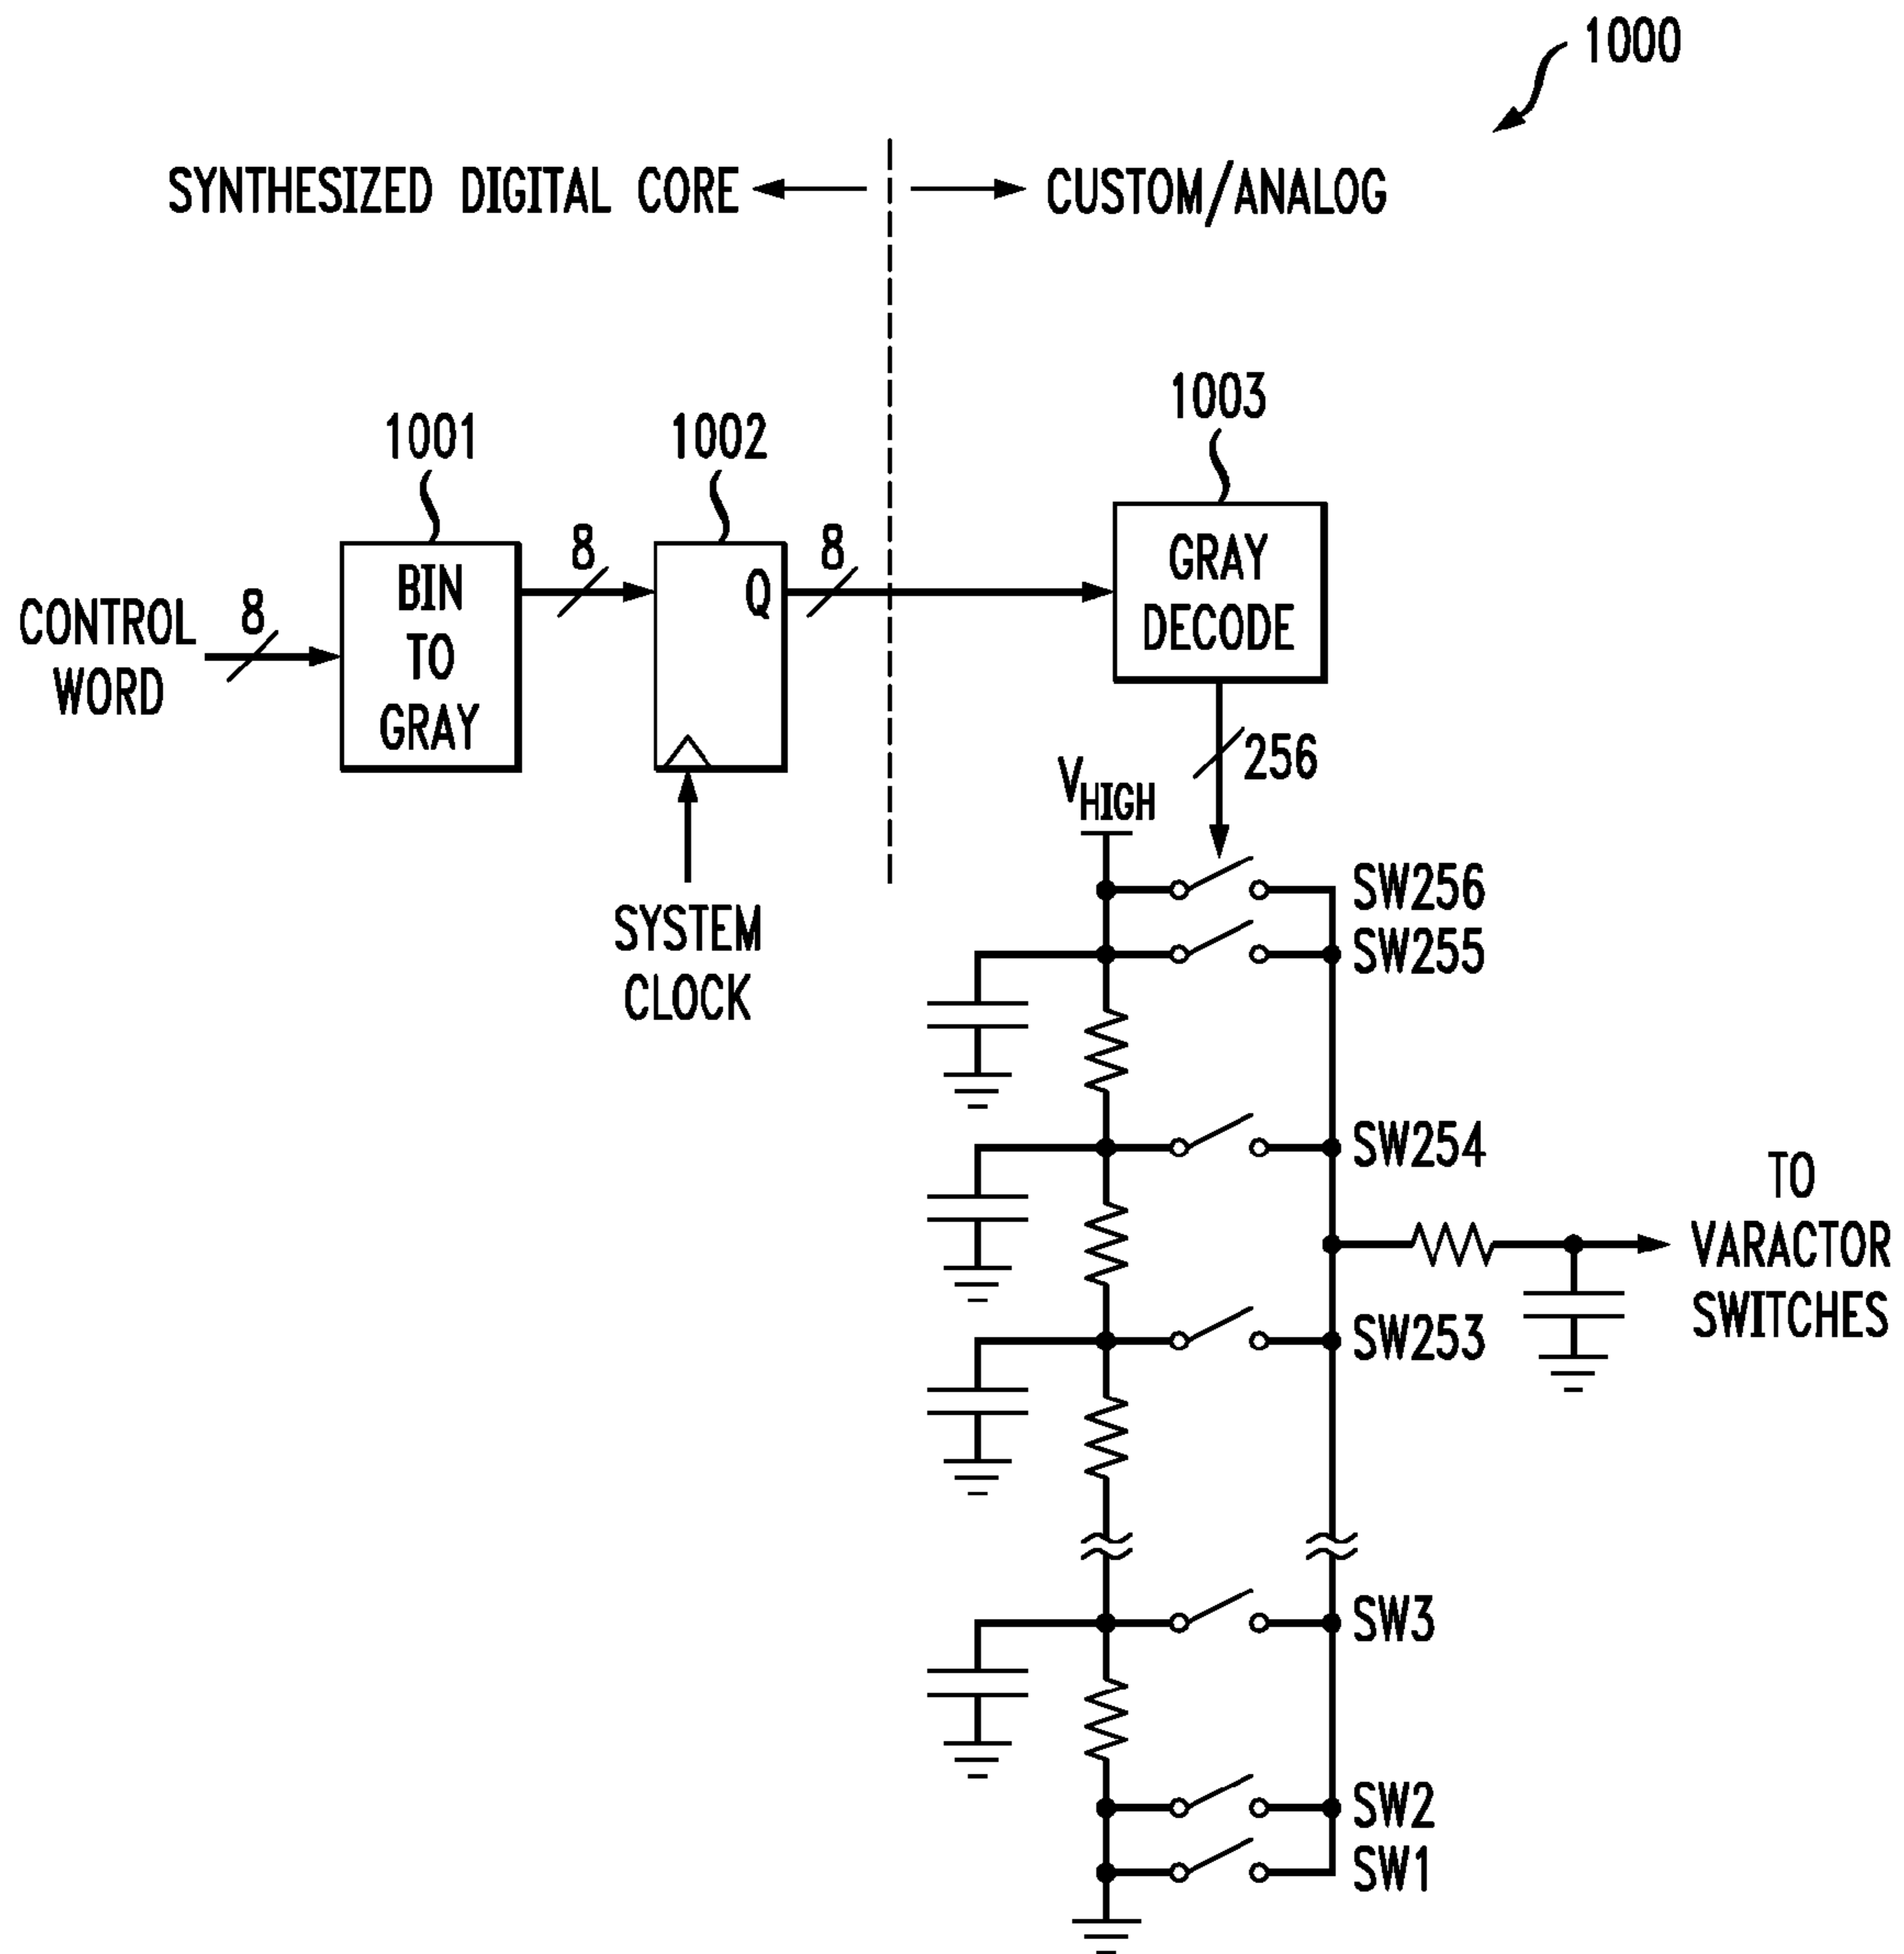 1000
SYNTHESIZED DIGITAL CORE
CUSTOM/ANALOG
1001
1002
1003
CONTROL
WORD
8
BIN
TO
GRAY
8
Q
8
GRAY
DECODE
SYSTEM
CLOCK
256
VHIGH
SW256
SW255
SW254
SW253
TO
VARACTOR
SWITCHES
SW3
SW2
SW1